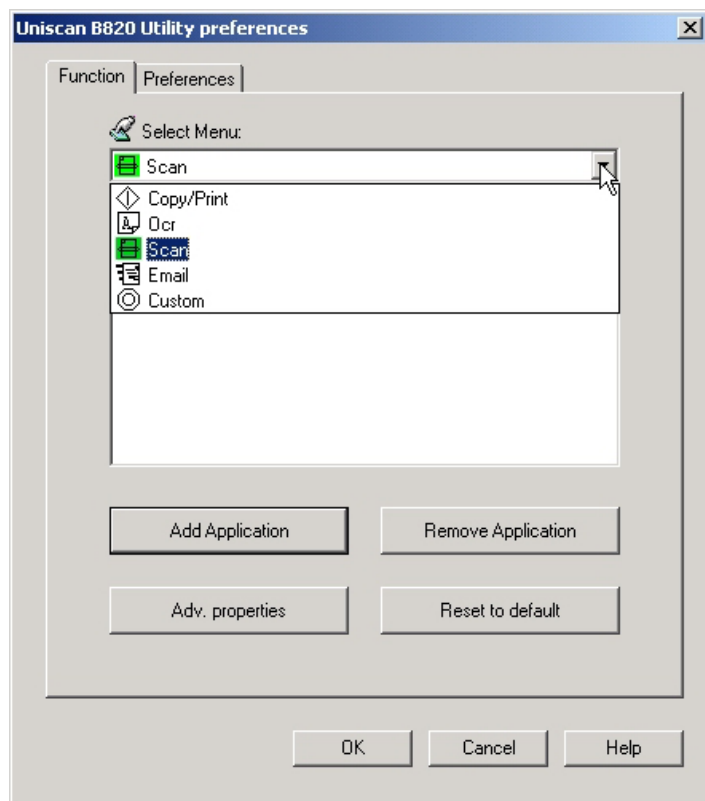 Uniscan B820 Utility preferences
Function Preferences
Select Menu:
Scan
Copy/Print
Ocr
Scan
Email
Custom
Add Application Remove Application
Adv. properties Reset to default
OK Cancel Help